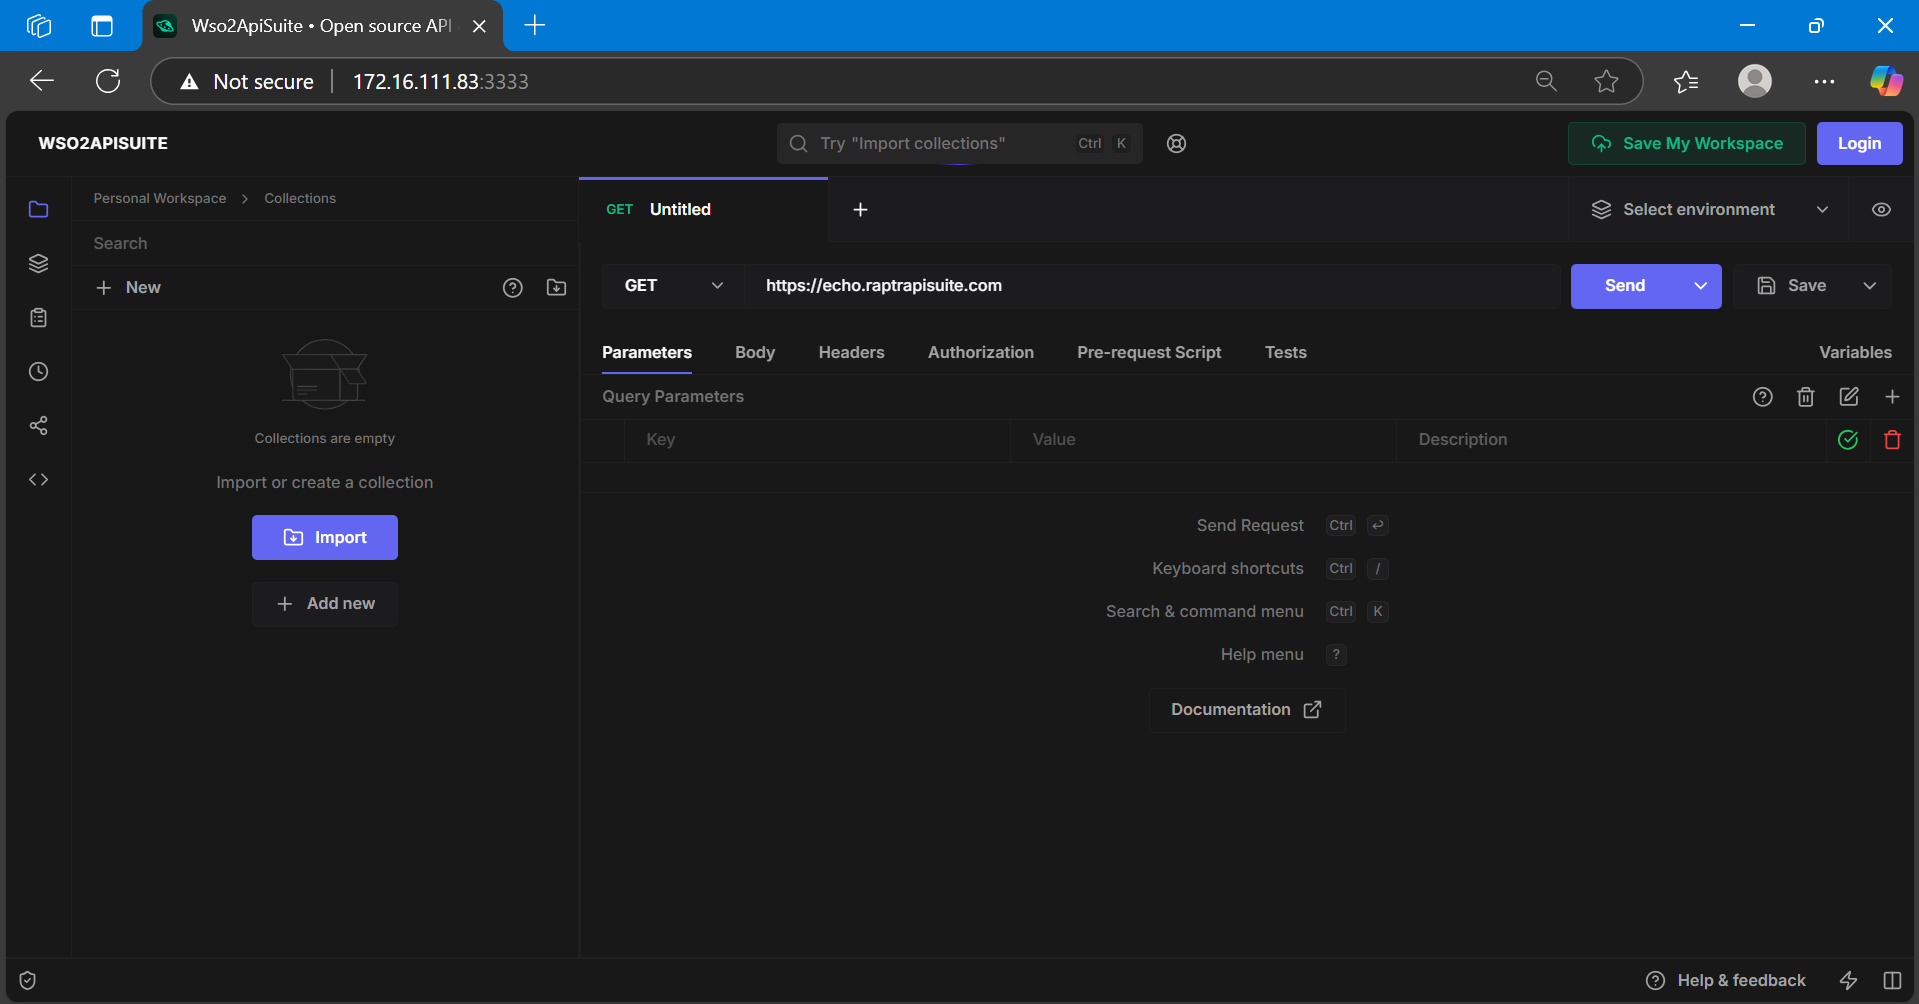 Wso2ApiSuite • Open source API
Not secure
172.16.111.83:3333
WSO2APISUITE
Try "Import collections"
Ctrl K
Save My Workspace
Login
Personal Workspace > Collections
GET Untitled
Select environment
Search
New
GET
https://echo.raptrapisuite.com
Send
Save
Parameters
Body
Headers
Authorization
Pre-request Script
Tests
Variables
Query Parameters
Key
Value
Description
Collections are empty
Import or create a collection
Import
Add new
Send Request Ctrl ↩
Keyboard shortcuts Ctrl /
Search & command menu Ctrl K
Help menu ?
Documentation
Help & feedback